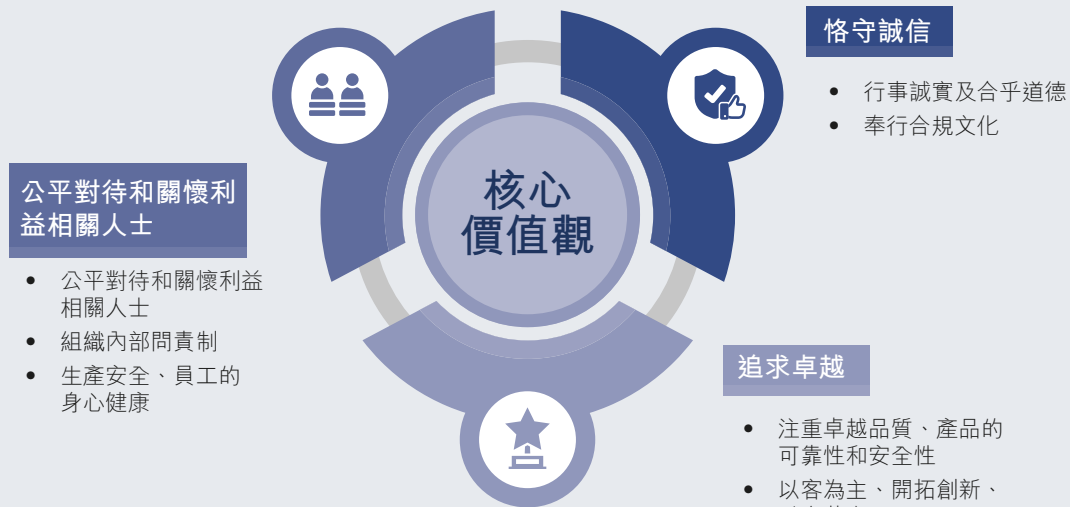 恪守誠信
• 行事誠實及合乎道德
• 奉行合規文化
核心
價值觀
公平對待和關懷利
益相關人士
• 公平對待和關懷利益
相關人士
• 組織內部問責制
• 生產安全、員工的
身心健康
追求卓越
• 注重卓越品質、產品的
可靠性和安全性
• 以客為主、開拓創新、